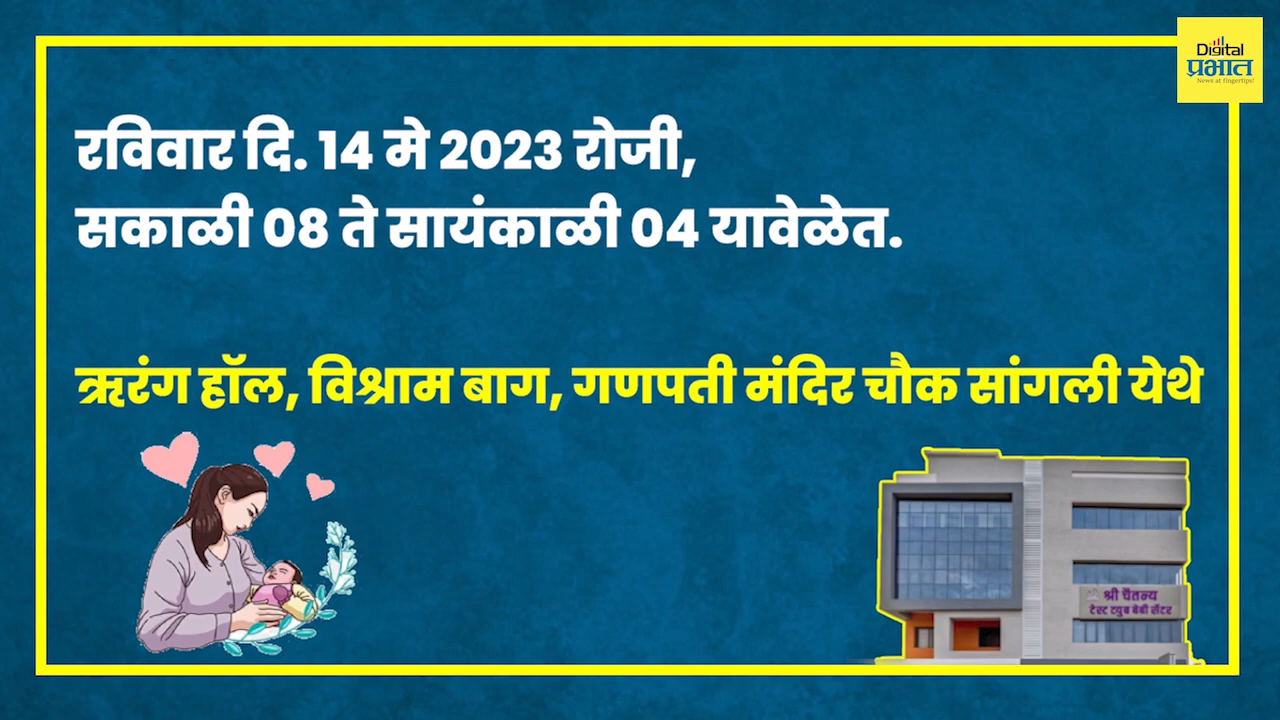 Digital
प्रभात
News at fingertips!
रविवार दि. 14 मे 2023 रोजी,
सकाळी 08 ते सायंकाळी 04 यावेळेत.
ऋरंग हॉल, विश्राम बाग, गणपती मंदिर चौक सांगली येथे
श्री चैतन्य
टेस्ट ट्युब बेबी सेंटर